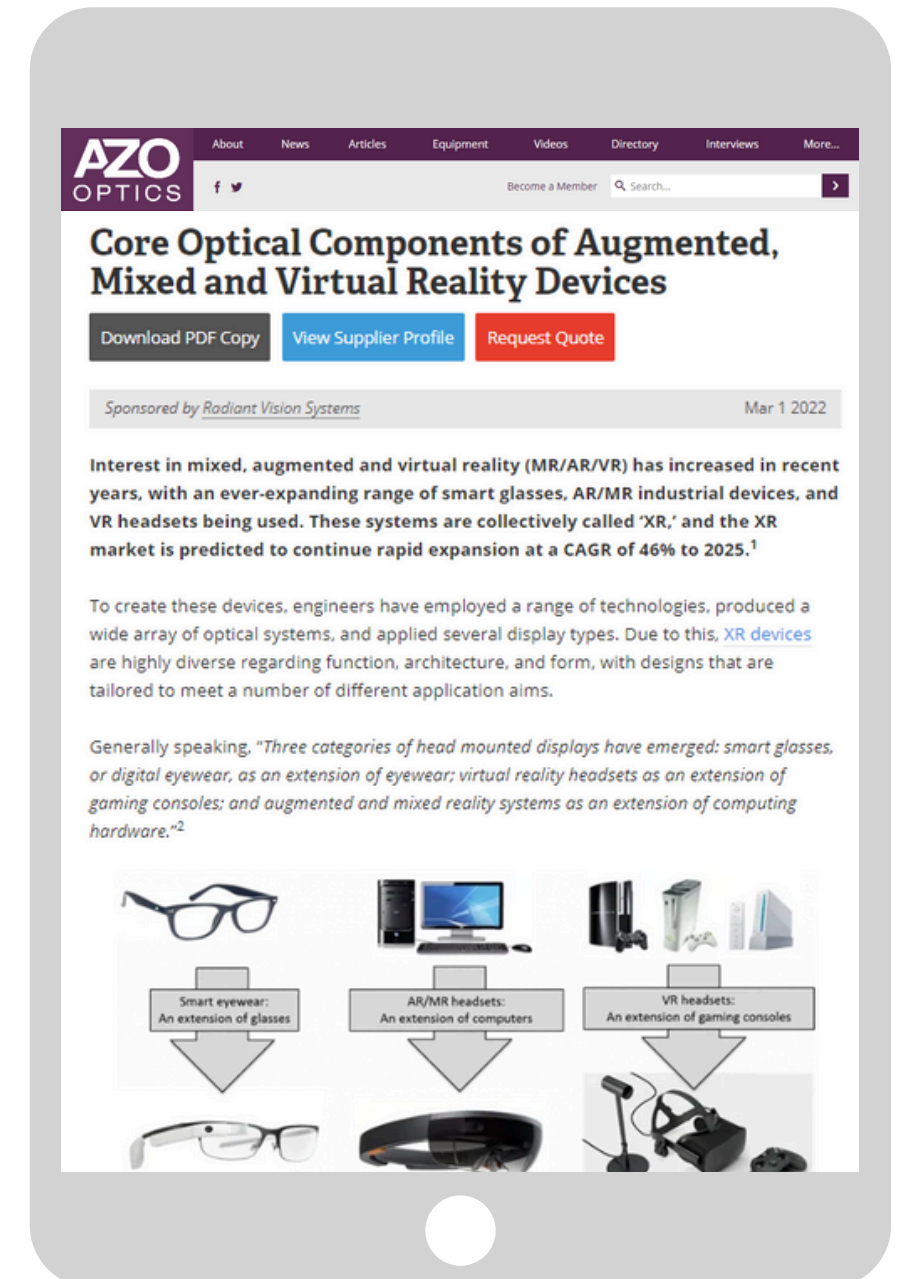 AZO
OPTICS
About News Articles Equipment Videos Directory Interviews More...
f Become a Member Search...
Core Optical Components of Augmented,
Mixed and Virtual Reality Devices
Download PDF Copy View Supplier Profile Request Quote
Sponsored by Radiant Vision Systems Mar 1 2022
Interest in mixed, augmented and virtual reality (MR/AR/VR) has increased in recent
years, with an ever-expanding range of smart glasses, AR/MR industrial devices, and
VR headsets being used. These systems are collectively called ‘XR,’ and the XR
market is predicted to continue rapid expansion at a CAGR of 46% to 2025.1
To create these devices, engineers have employed a range of technologies, produced a
wide array of optical systems, and applied several display types. Due to this, XR devices
are highly diverse regarding function, architecture, and form, with designs that are
tailored to meet a number of different application aims.
Generally speaking, “Three categories of head mounted displays have emerged: smart glasses,
or digital eyewear, as an extension of eyewear; virtual reality headsets as an extension of
gaming consoles; and augmented and mixed reality systems as an extension of computing
hardware.”2
Smart eyewear:
An extension of glasses
AR/MR headsets:
An extension of computers
VR headsets:
An extension of gaming consoles